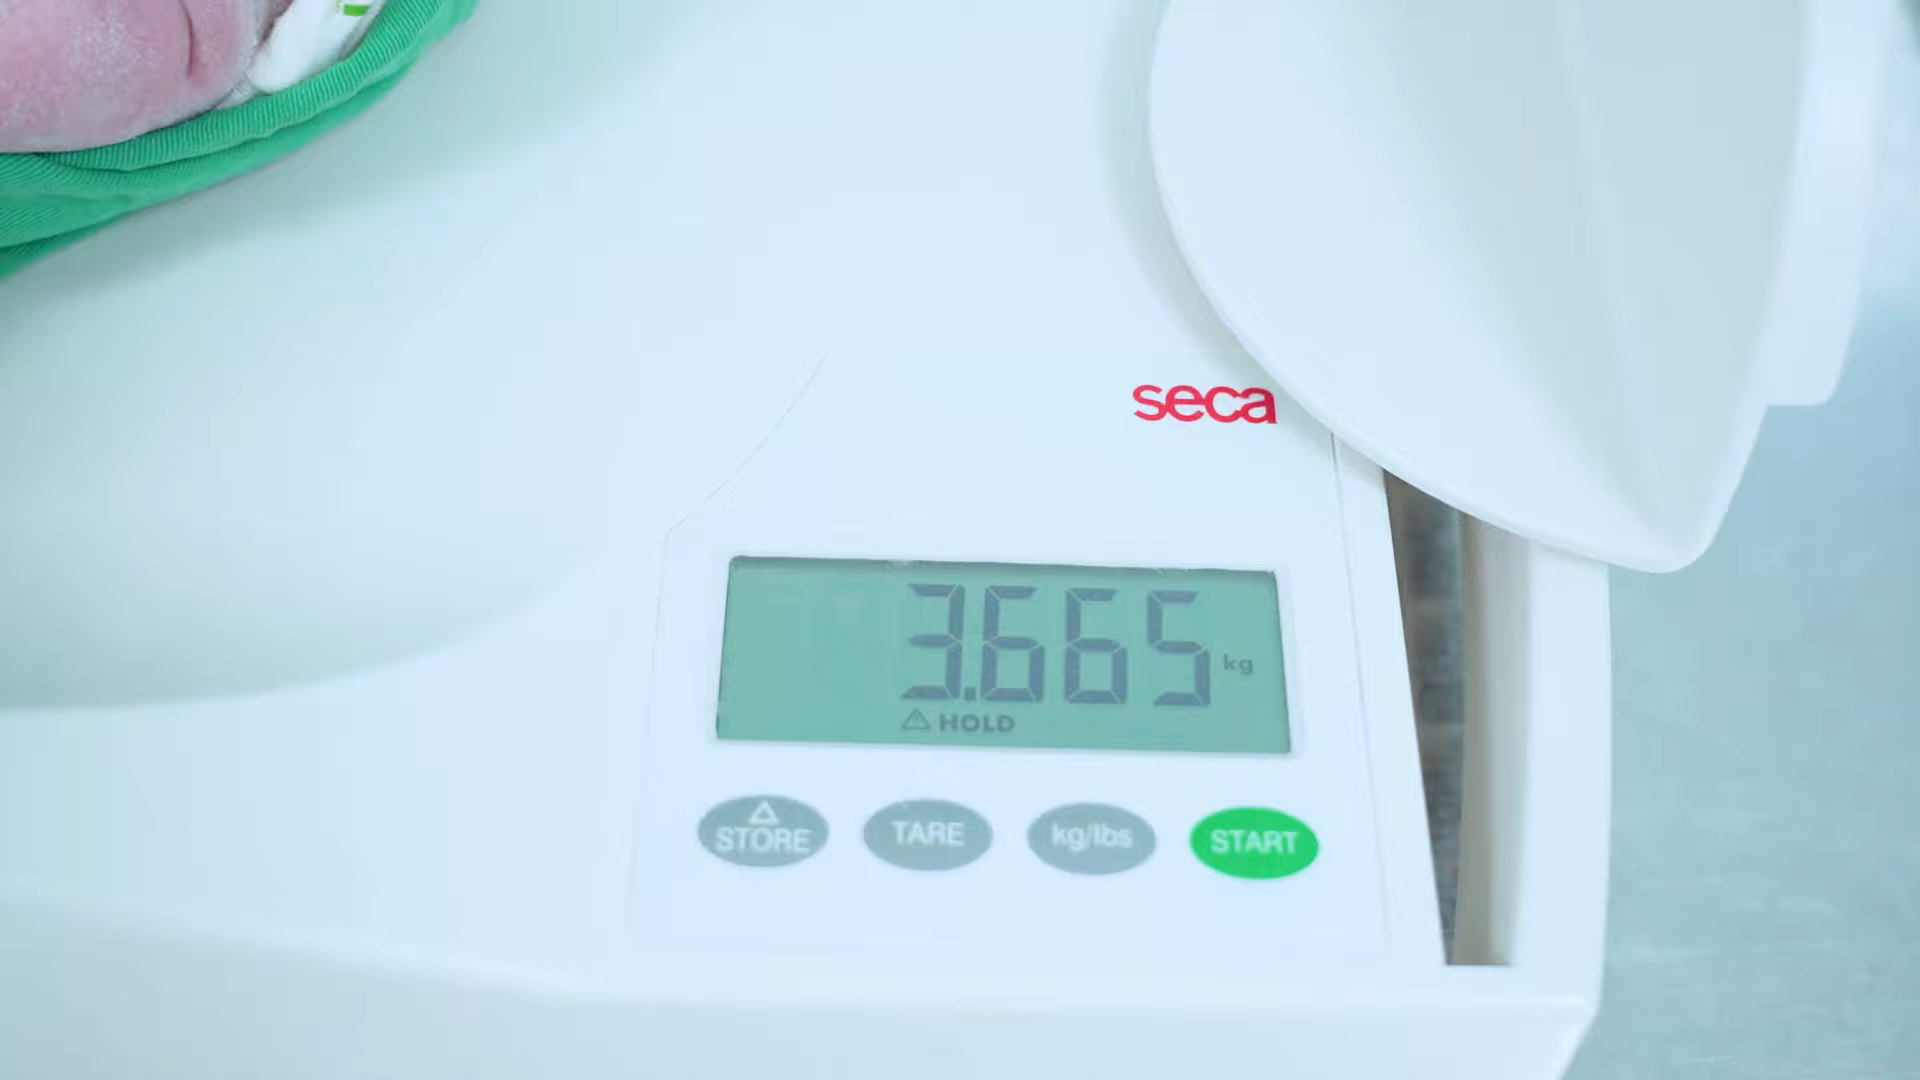 seca
3.665 kg
HOLD
STORE
TARE
kg/lbs
START